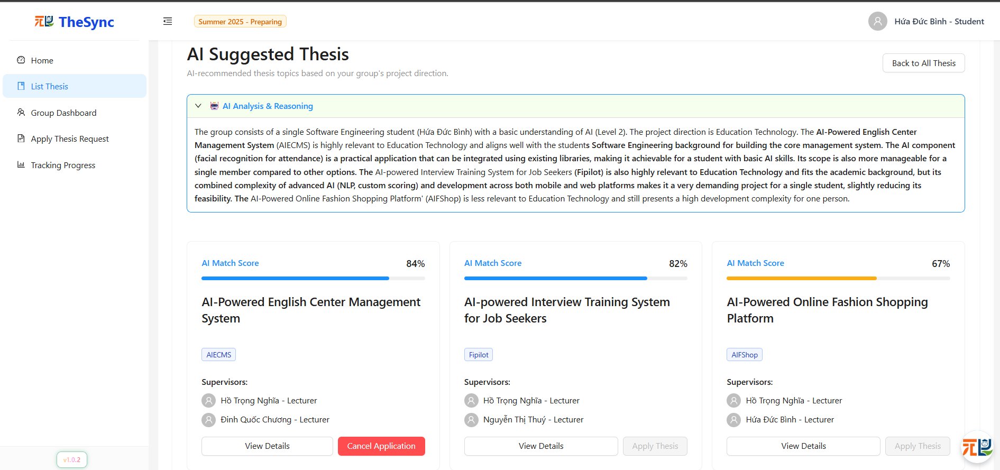 TheSync
Summer 2025 - Preparing
Hứa Đức Bình - Student
Home
List Thesis
Group Dashboard
Apply Thesis Request
Tracking Progress
v1.0.2
AI Suggested Thesis
AI-recommended thesis topics based on your group's project direction.
Back to All Thesis
AI Analysis & Reasoning
The group consists of a single Software Engineering student (Hứa Đức Bình) with a basic understanding of AI (Level 2). The project direction is Education Technology. The AI-Powered English Center
Management System (AIECMS) is highly relevant to Education Technology and aligns well with the students Software Engineering background for building the core management system. The AI component
(facial recognition for attendance) is a practical application that can be integrated using existing libraries, making it achievable for a student with basic AI skills. Its scope is also more manageable for a
single member compared to other options. The AI-powered Interview Training System for Job Seekers (Fipilot) is also highly relevant to Education Technology and fits the academic background, but its
combined complexity of advanced AI (NLP, custom scoring) and development across both mobile and web platforms makes it a very demanding project for a single student, slightly reducing its
feasibility. The AI-Powered Online Fashion Shopping Platform' (AIFShop) is less relevant to Education Technology and still presents a high development complexity for one person.
AI Match Score 84%
AI-Powered English Center Management
System
AIECMS
Supervisors:
Hồ Trọng Nghĩa - Lecturer
Đinh Quốc Chương - Lecturer
View Details
Cancel Application
AI Match Score 82%
AI-powered Interview Training System
for Job Seekers
Fipilot
Supervisors:
Hồ Trọng Nghĩa - Lecturer
Nguyễn Thị Thuý - Lecturer
View Details
Apply Thesis
AI Match Score 67%
AI-Powered Online Fashion Shopping
Platform
AIFShop
Supervisors:
Hồ Trọng Nghĩa - Lecturer
Hứa Đức Bình - Lecturer
View Details
Apply Thesis